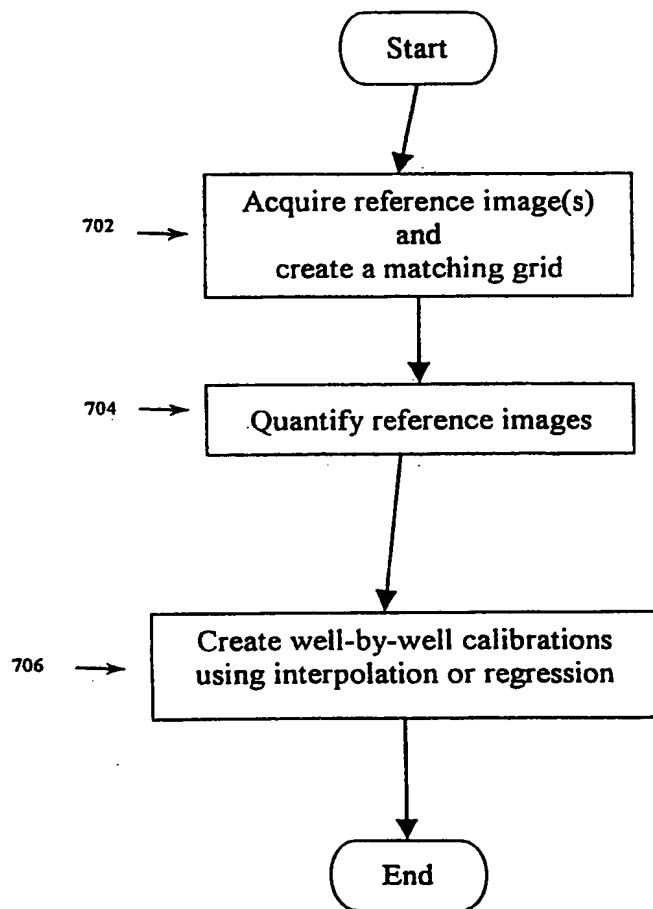 Start
702
Acquire reference image(s)
and
create a matching grid
704
Quantify reference images
706
Create well-by-well calibrations
using interpolation or regression
End